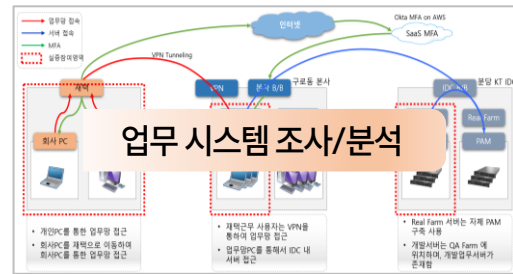 업무망 접속
서버 접속
MFA
실증참여영역
인터넷
Okta MFA on AWS
SaaS MFA
VPN Tunneling
재택
VPN
본사 B/B
구로동 본사
분당 KT IDC
IDC B/B
회사 PC
Real Farm
PAM
업무 시스템 조사/분석
• 개인PC를 통한 업무망 접근
• 회사PC를 재택으로 이동하여
회사PC를 통한 업무망 접근
• 재택근무 사용자는 VPN을
통하여 업무망 접근
• 업무망PC를 통해서 IDC 내
서버 접근
• Real Farm 서버는 자체 PAM
구축 사용
• 개발서버는 QA Farm 에
위치하며, 개발업무서버가
존재함